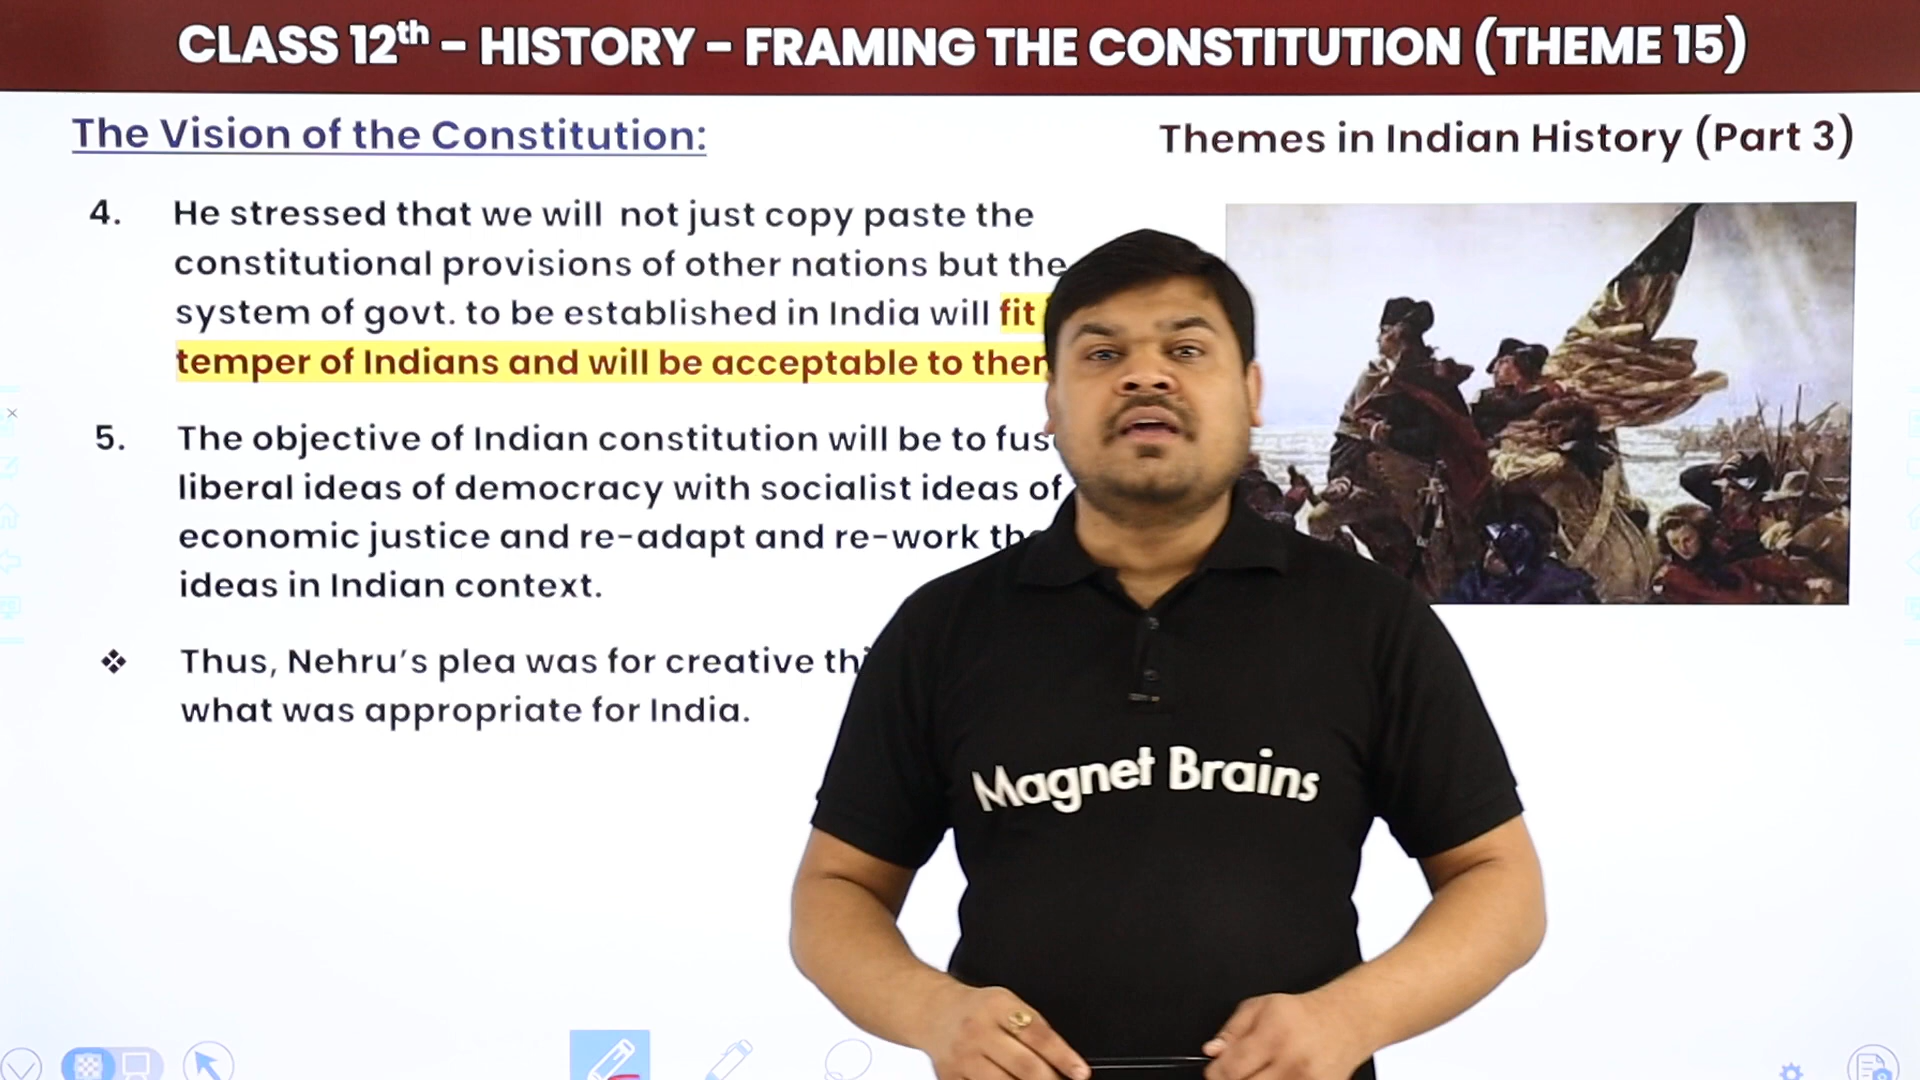 CLASS 12th – HISTORY – FRAMING THE CONSTITUTION (THEME 15)
The Vision of the Constitution:
Themes in Indian History (Part 3)
4. He stressed that we will not just copy paste the
constitutional provisions of other nations but the
system of govt. to be established in India will fit
temper of Indians and will be acceptable to
5. The objective of Indian constitution will be to
liberal ideas of democracy with socialist ideas of
economic justice and re-adapt and re-work
ideas in Indian context.
❖ Thus, Nehru's plea was for creative
what was appropriate for India.
Magnet Brains